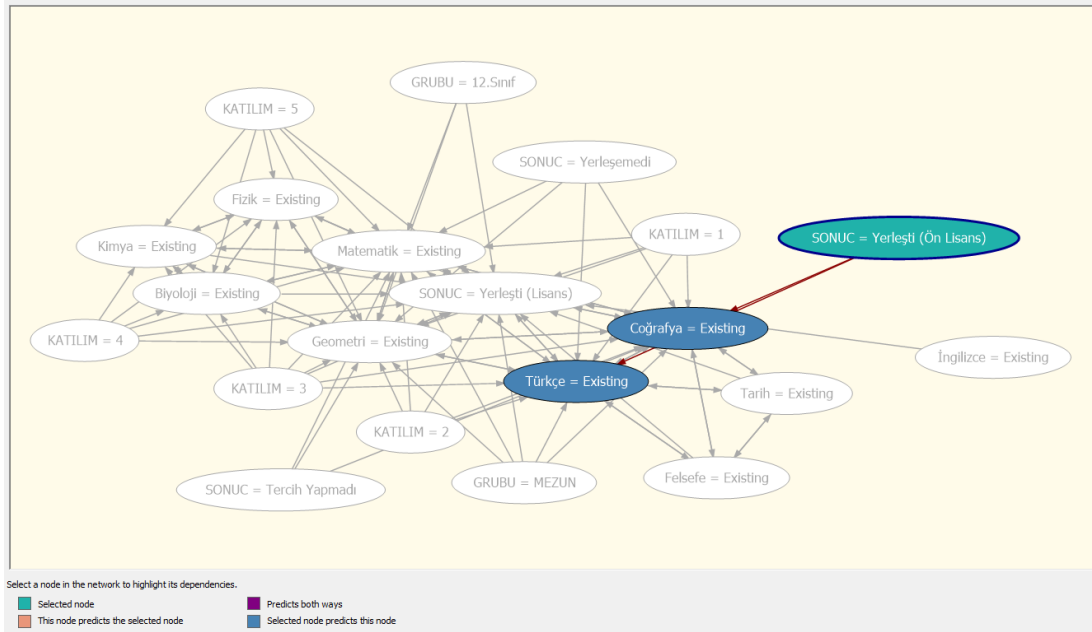 GRUBU = 12.Sınıf
KATILIM = 5
SONUC = Yerleşemedi
Fizik = Existing
KATILIM = 1
SONUC = Yerleşti (Ön Lisans)
Kimya = Existing
Matematik = Existing
Biyoloji = Existing
SONUC = Yerleşti (Lisans)
Coğrafya = Existing
KATILIM = 4
Geometri = Existing
İngilizce = Existing
Türkçe = Existing
KATILIM = 3
Tarih = Existing
KATILIM = 2
Felsefe = Existing
GRUBU = MEZUN
SONUC = Tercih Yapmadı
Select a node in the network to highlight its dependencies.
Selected node
Predicts both ways
This node predicts the selected node
Selected node predicts this node